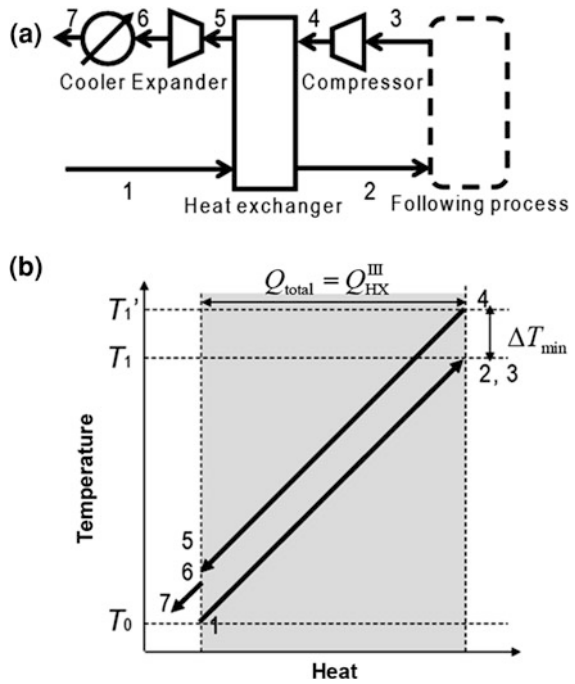 (a)
7 6 5 4 3
Cooler Expander
Compressor
1
2
Heat exchanger
Following process
(b)
Q_total = Q_HX^III
T_1'
4
ΔT_min
T_1
2, 3
Temperature
5
6
7
1
T_0
Heat